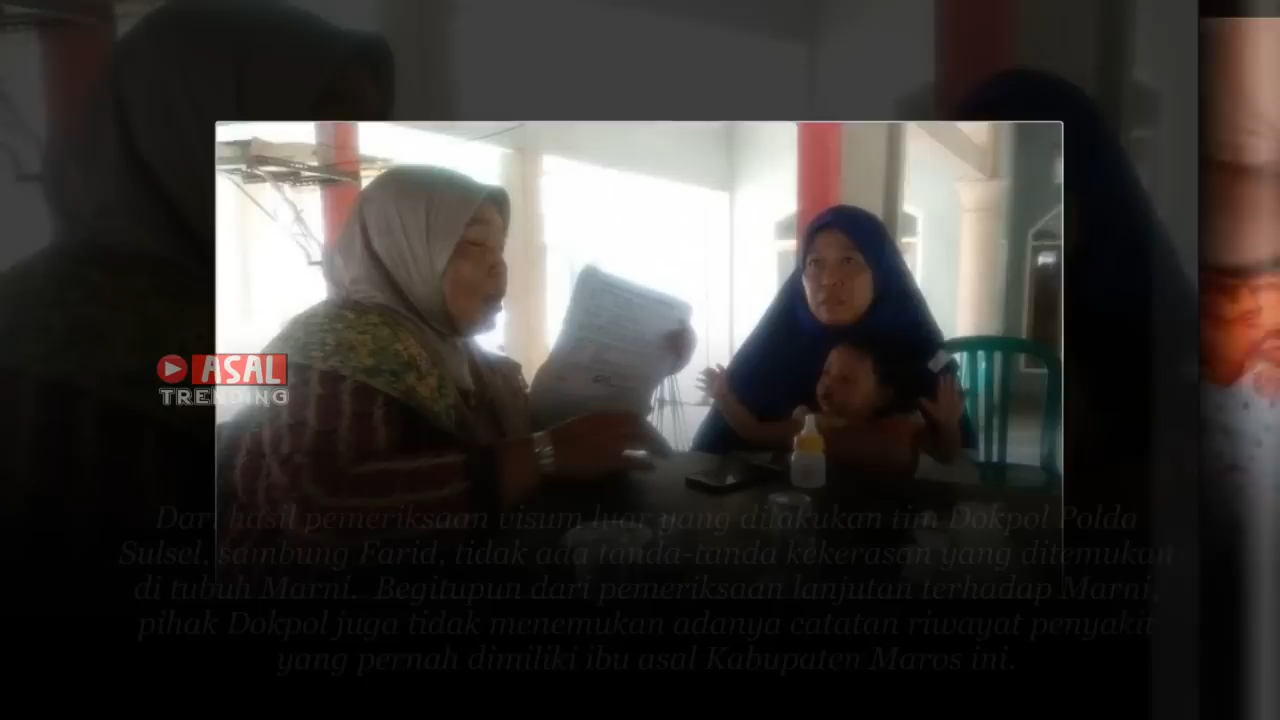 ASAL
TRENDING
Dari hasil pemeriksaan visum luar yang dilakukan tim Dokpol Polda
Sulsel, sambung Farid, tidak ada tanda-tanda kekerasan yang ditemukan
di tubuh Marni. Begitupun dari pemeriksaan lanjutan terhadap Marni,
pihak Dokpol juga tidak menemukan adanya catatan riwayat penyakit
yang pernah dimiliki ibu asal Kabupaten Maros ini.